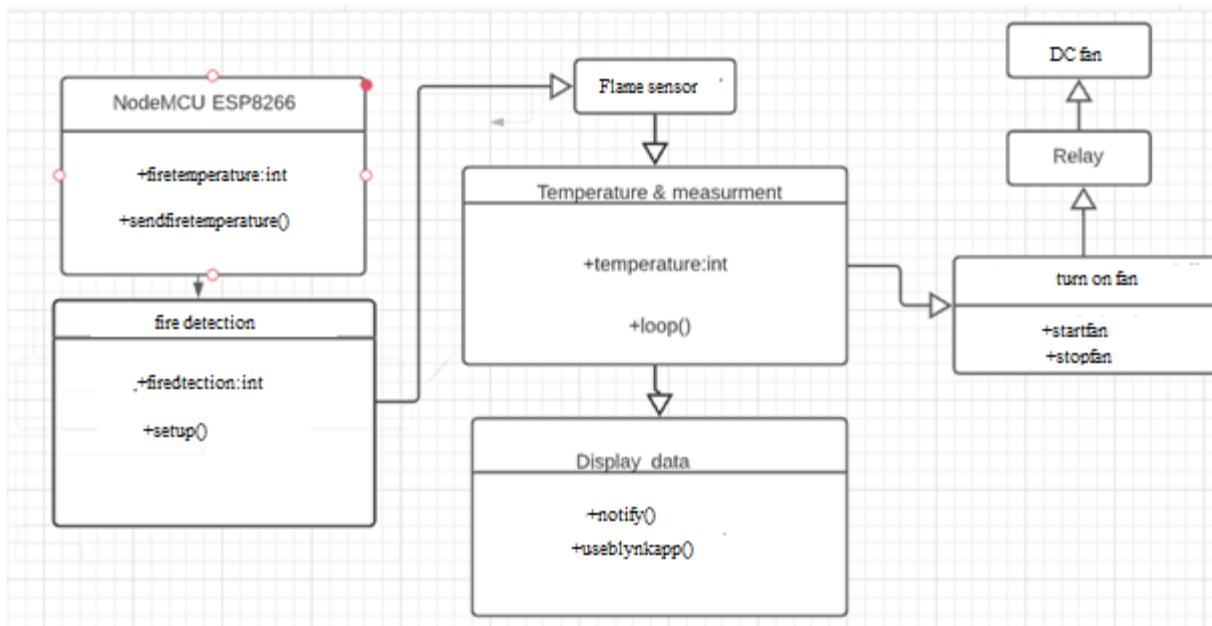 NodeMCU ESP8266
+firetemperature:int
+sendfiretemperature()
fire detection
+firedtection:int
+setup()
Flame sensor
Temperature & measurment
+temperature:int
+loop()
Display data
+notify()
+useblynkapp()
DC fan
Relay
turn on fan
+startfan
+stopfan